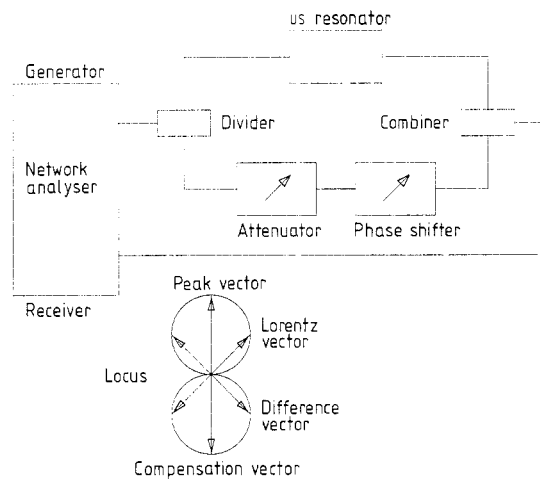 us resonator
Generator
Divider
Combiner
Network
analyser
Attenuator
Phase shifter
Receiver
Peak vector
Lorentz
vector
Locus
Difference
vector
Compensation vector